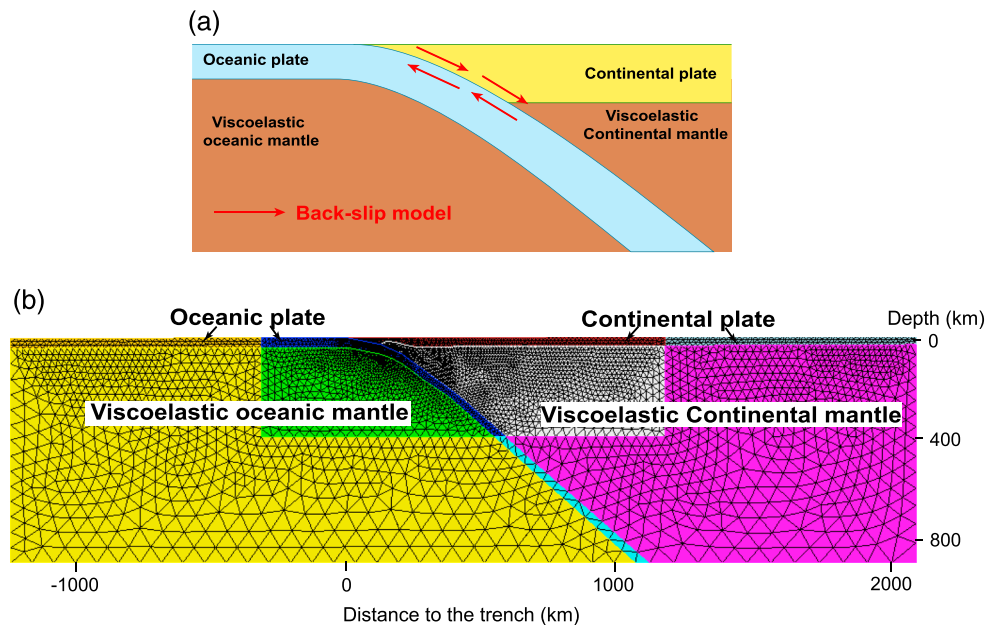 (a)
Oceanic plate
Continental plate
Viscoelastic
oceanic mantle
Viscoelastic
Continental mantle
Back-slip model
(b)
Oceanic plate
Continental plate
Depth (km)
0
Viscoelastic oceanic mantle
Viscoelastic Continental mantle
400
800
-1000
0
1000
2000
Distance to the trench (km)